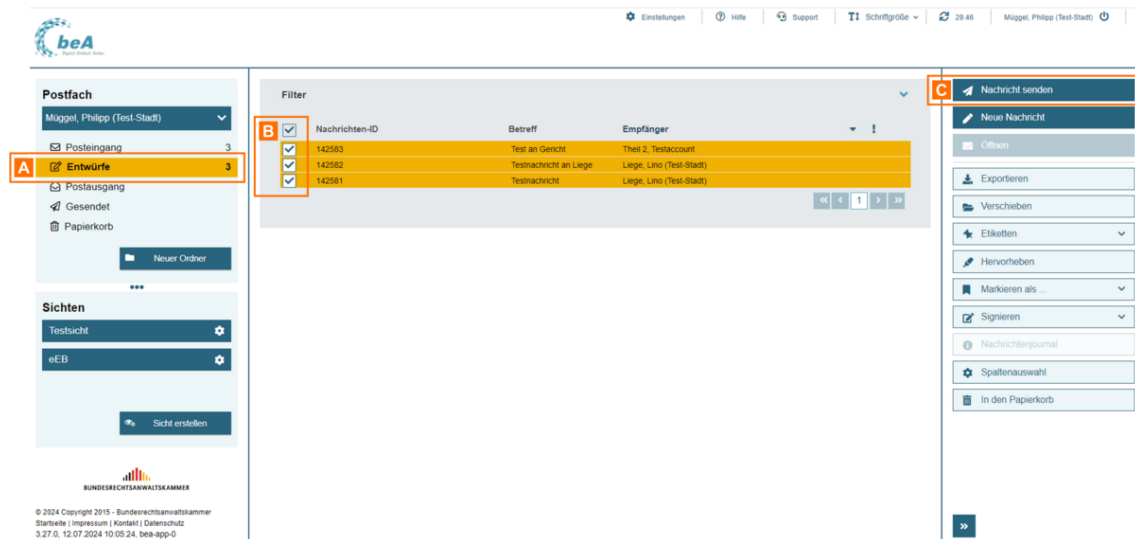 Einstellungen
Hilfe
Support
Schriftgröße
29:46
Müggel, Philipp (Test-Stadt)
beA
Postfach
Müggel, Philipp (Test-Stadt)
Posteingang 3
A Entwürfe 3
Postausgang
Gesendet
Papierkorb
Neuer Ordner
Sichten
Testsicht
eEB
Sicht erstellen
BUNDESRECHTSANWALTSKAMMER
© 2024 Copyright 2015 - Bundesrechtsanwaltskammer
Startseite | Impressum | Kontakt | Datenschutz
3.27.0, 12.07.2024 10:05:24, bea-app-0
Filter
B Nachrichten-ID Betreff Empfänger !
142583 Test an Gericht Theil 2, Testaccount
142582 Testnachricht an Liege Liege, Lino (Test-Stadt)
142581 Testnachricht Liege, Lino (Test-Stadt)
« < 1 > »
C Nachricht senden
Neue Nachricht
Öffnen
Exportieren
Verschieben
Etiketten
Hervorheben
Markieren als ...
Signieren
Nachrichtenjournal
Spaltenauswahl
In den Papierkorb
»